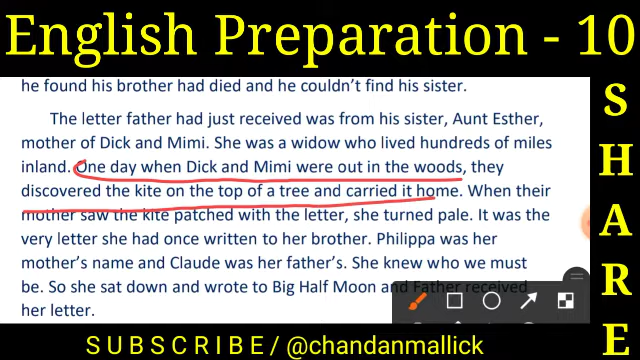 English Preparation - 10
he found his brother had died and he couldn't find his sister.
The letter father had just received was from his sister, Aunt Esther,
mother of Dick and Mimi. She was a widow who lived hundreds of miles
inland. One day when Dick and Mimi were out in the woods, they
discovered the kite on the top of a tree and carried it home. When their
mother saw the kite patched with the letter, she turned pale. It was the
very letter she had once written to her brother. Philippa was her
mother's name and Claude was her father's. She knew who we must
be. So she sat down and wrote to Big Half Moon and Father received
her letter.
S
H
A
R
E
SUBSCRIBE/ @chandanmallick